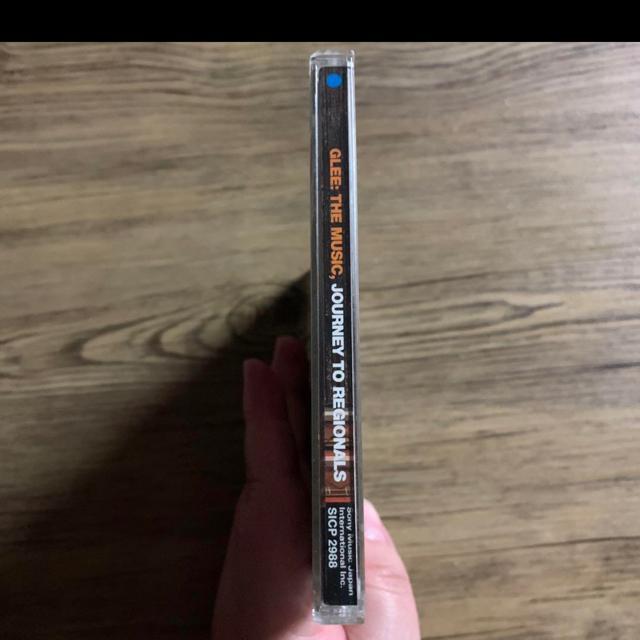 GLEE: THE MUSIC, JOURNEY TO REGIONALS
Sony Music Japan
International Inc.
SICP 2988